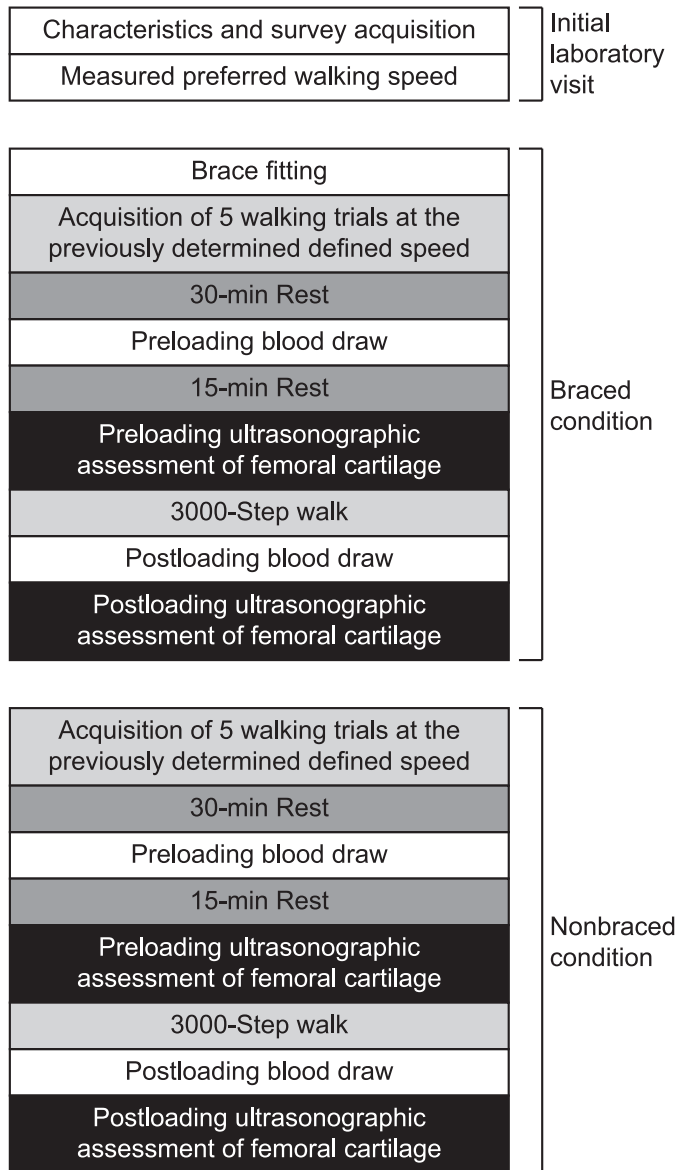 Characteristics and survey acquisition
Measured preferred walking speed
Initial
laboratory
visit
Brace fitting
Acquisition of 5 walking trials at the
previously determined defined speed
30-min Rest
Preloading blood draw
15-min Rest
Preloading ultrasonographic
assessment of femoral cartilage
3000-Step walk
Postloading blood draw
Postloading ultrasonographic
assessment of femoral cartilage
Braced
condition
Acquisition of 5 walking trials at the
previously determined defined speed
30-min Rest
Preloading blood draw
15-min Rest
Preloading ultrasonographic
assessment of femoral cartilage
3000-Step walk
Postloading blood draw
Postloading ultrasonographic
assessment of femoral cartilage
Nonbraced
condition